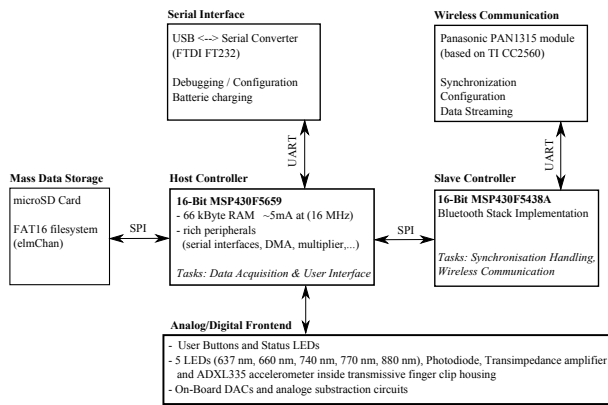 Serial Interface
USB <--> Serial Converter
(FTDI FT232)
Debugging / Configuration
Batterie charging
Wireless Communication
Panasonic PAN1315 module
(based on TI CC2560)
Synchronization
Configuration
Data Streaming
UART
UART
Mass Data Storage
microSD Card
FAT16 filesystem
(elmChan)
SPI
Host Controller
16-Bit MSP430F5659
- 66 kByte RAM ~5mA at (16 MHz)
- rich peripherals
(serial interfaces, DMA, multiplier,...)
Tasks: Data Acquisition & User Interface
SPI
Slave Controller
16-Bit MSP430F5438A
Bluetooth Stack Implementation
Tasks: Synchronisation Handling,
Wireless Communication
Analog/Digital Frontend
- User Buttons and Status LEDs
- 5 LEDs (637 nm, 660 nm, 740 nm, 770 nm, 880 nm), Photodiode, Transimpedance amplifier
and ADXL335 accelerometer inside transmissive finger clip housing
- On-Board DACs and analoge substraction circuits